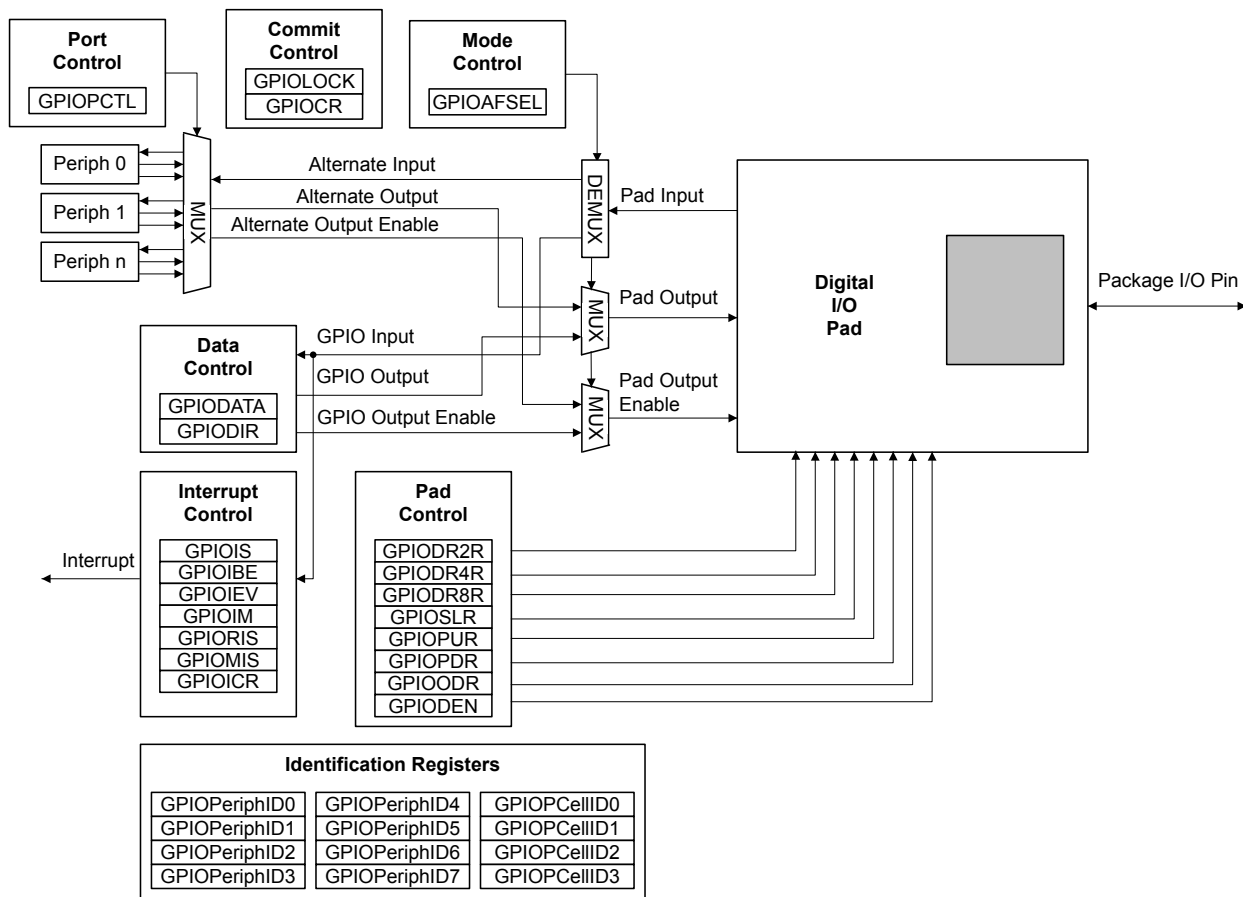 Port
Control
GPIOPCTL
Commit
Control
GPIOLOCK
GPIOCR
Mode
Control
GPIOAFSEL
Periph 0
Periph 1
Periph n
MUX
Alternate Input
Alternate Output
Alternate Output Enable
DEMUX
Pad Input
MUX
Pad Output
MUX
Pad Output
Enable
Digital
I/O
Pad
Package I/O Pin
Data
Control
GPIODATA
GPIODIR
GPIO Input
GPIO Output
GPIO Output Enable
Interrupt
Control
GPIOIS
GPIOIBE
GPIOIEV
GPIOIM
GPIORIS
GPIOMIS
GPIOICR
Interrupt
Pad
Control
GPIODR2R
GPIODR4R
GPIODR8R
GPIOSLR
GPIOPUR
GPIOPDR
GPIOODR
GPIODEN
Identification Registers
GPIOPeriphID0
GPIOPeriphID1
GPIOPeriphID2
GPIOPeriphID3
GPIOPeriphID4
GPIOPeriphID5
GPIOPeriphID6
GPIOPeriphID7
GPIOPCellID0
GPIOPCellID1
GPIOPCellID2
GPIOPCellID3